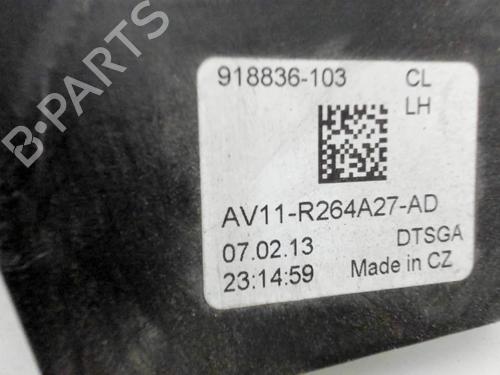 918836-103 CL
LH
AV11-R264A27-AD
07.02.13 DTSGA
23:14:59 Made in CZ
B-PARTS